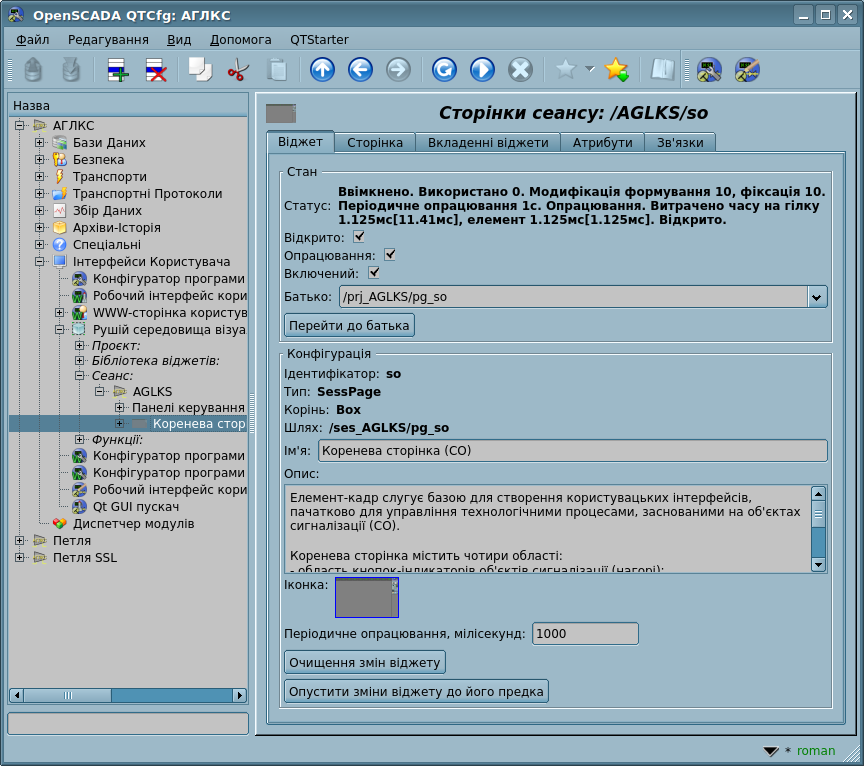 OpenSCADA QTCfg: АГЛКС
Файл Редагування Вид Допомога QTStarter
Назва
АГЛКС
Бази Даних
Безпека
Транспорти
Транспортні Протоколи
Збір Даних
Архіви-Історія
Спеціальні
Інтерфейси Користувача
Конфігуратор програми
Робочий інтерфейс кори
WWW-сторінка користув
Рушій середовища візуа
Проєкт:
Бібліотека віджетів:
Сеанс:
AGLKS
Панелі керування
Коренева стор
Функції:
Конфігуратор програми
Конфігуратор програми
Робочий інтерфейс кори
Qt GUI пускач
Диспетчер модулів
Петля
Петля SSL
Сторінки сеансу: /AGLKS/so
Віджет Сторінка Вкладенні віджети Атрибути Зв'язки
Стан
Статус: Ввімкнено. Використано 0. Модифікація формування 10, фіксація 10.
Періодичне опрацювання 1с. Опрацювання. Витрачено часу на гілку
1.125мс[11.41мс], елемент 1.125мс[1.125мс]. Відкрито.
Відкрито:
Опрацювання:
Включений:
Батько: /prj_AGLKS/pg_so
Перейти до батька
Конфігурація
Ідентифікатор: so
Тип: SessPage
Корінь: Box
Шлях: /ses_AGLKS/pg_so
Ім'я: Коренева сторінка (СО)
Опис:
Елемент-кадр слугує базою для створення користувацьких інтерфейсів,
пачатково для управління технологічними процесами, заснованими на об'єктах
сигналізації (СО).
Коренева сторінка містить чотири області:
- область кнопок-індикаторів об'єктів сигналізації (нагорі);
Іконка:
Періодичне опрацювання, мілісекунд: 1000
Очищення змін віджету
Опустити зміни віджету до його предка
* roman